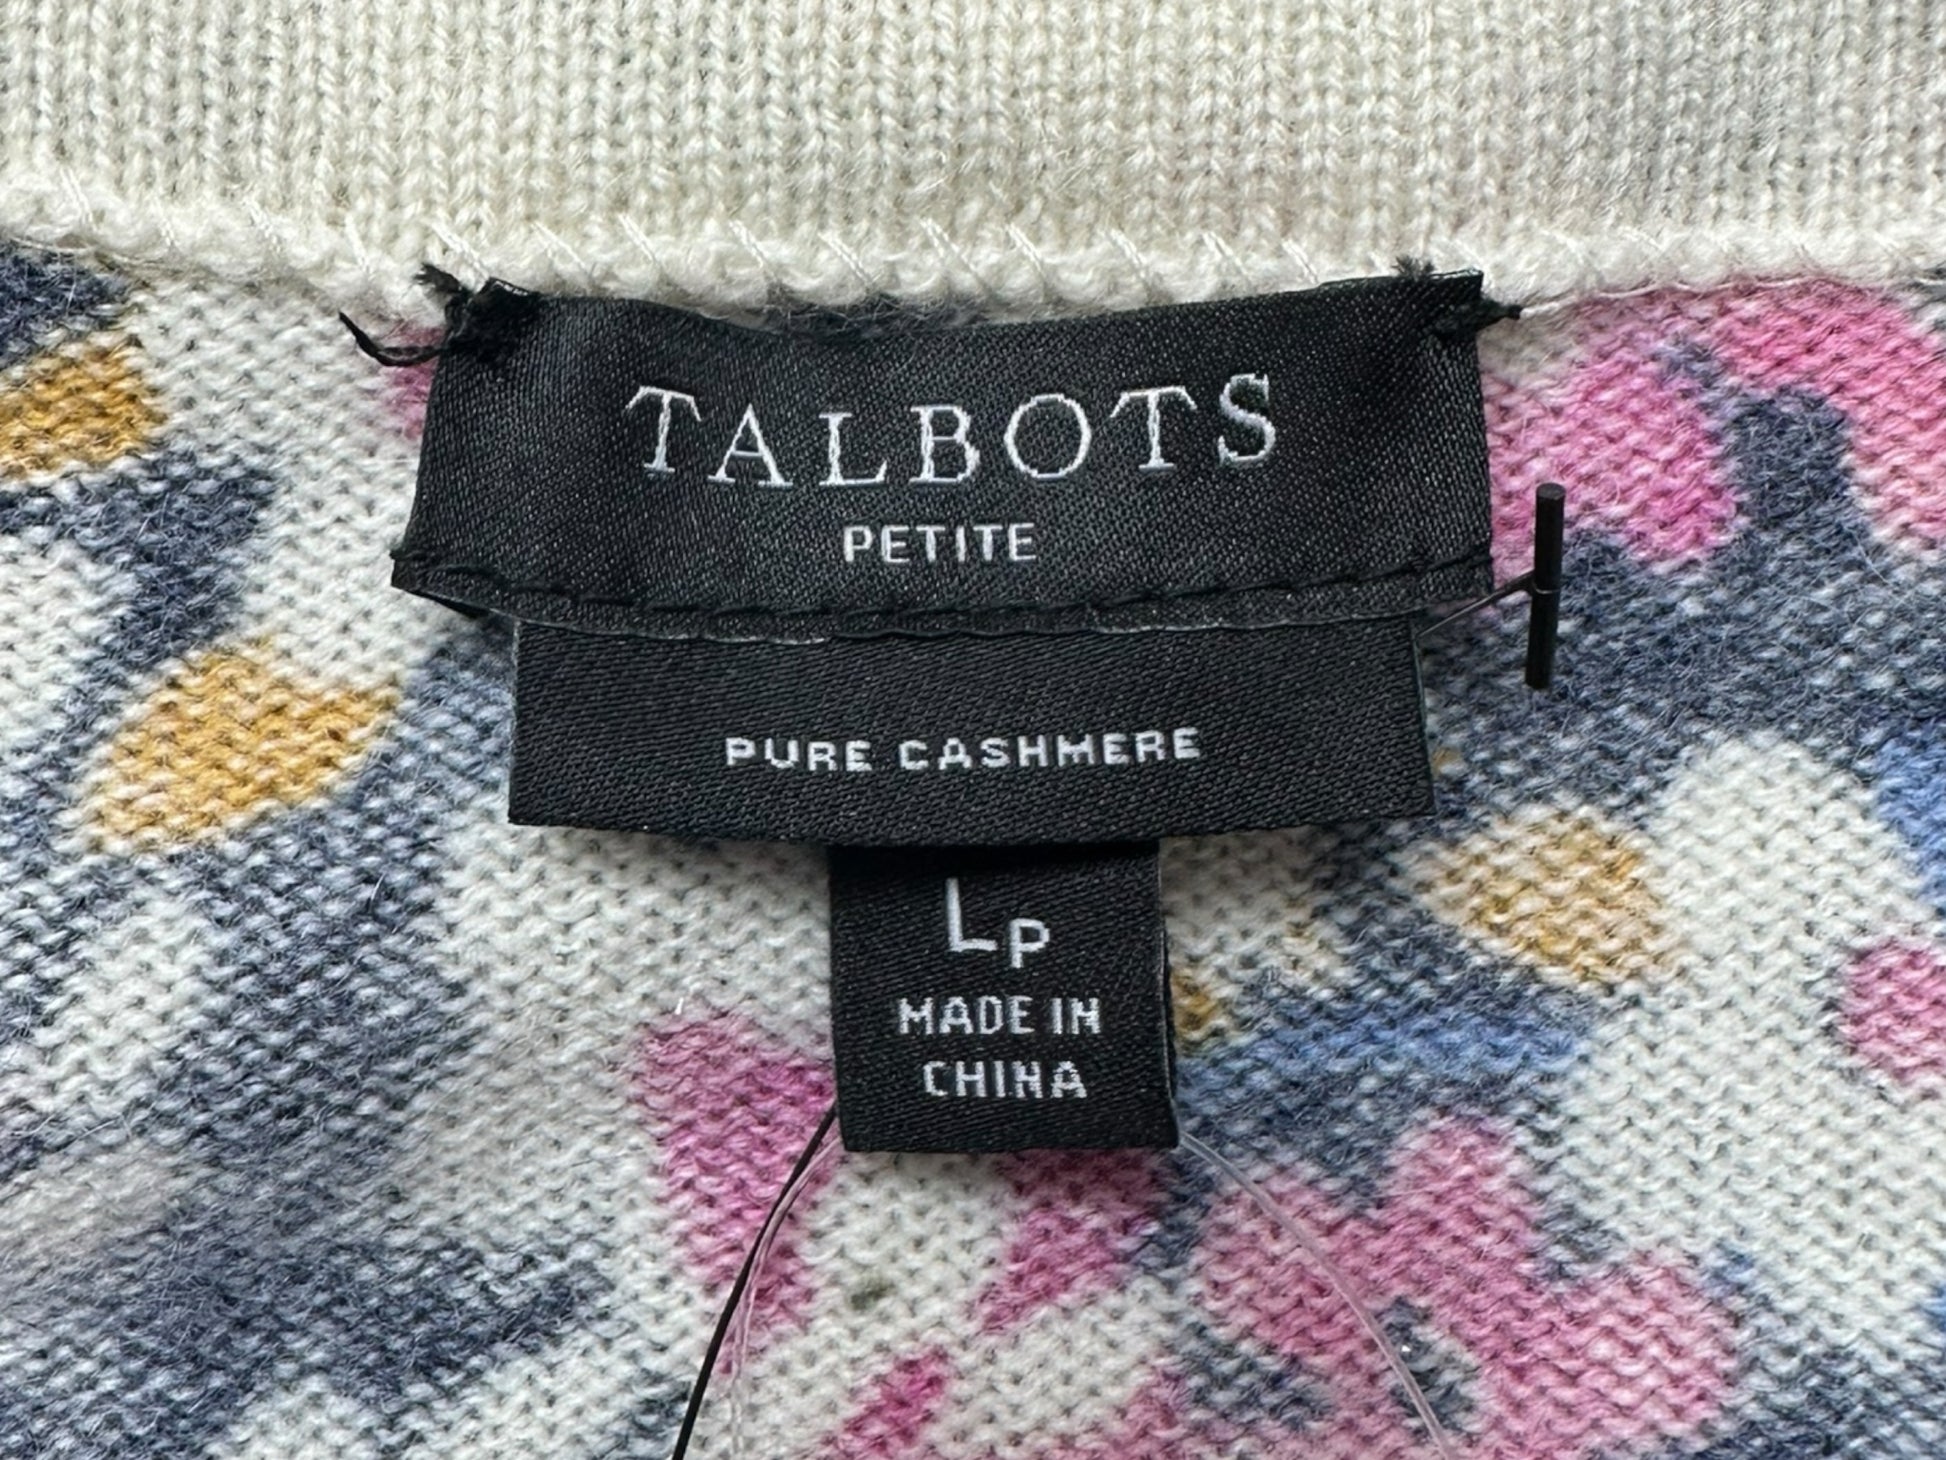 TALBOTS
PETITE
PURE CASHMERE
LP
MADE IN
CHINA